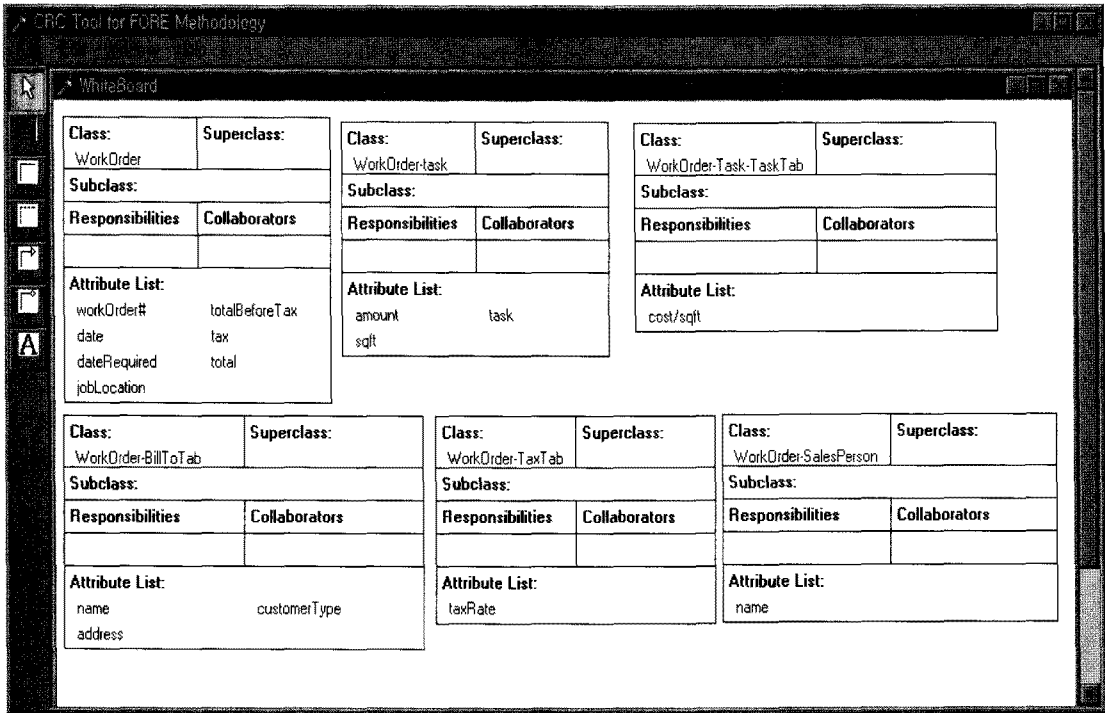 CRC Tool for FORE Methodology
WhiteBoard
Class: Superclass:
WorkOrder
Subclass:
Responsibilities Collaborators
Attribute List:
workOrder# totalBeforeTax
date tax
dateRequired total
jobLocation
Class: Superclass:
WorkOrder-task
Subclass:
Responsibilities Collaborators
Attribute List:
amount task
sqft
Class: Superclass:
WorkOrder-Task-TaskTab
Subclass:
Responsibilities Collaborators
Attribute List:
cost/sqft
Class: Superclass:
WorkOrder-BillToTab
Subclass:
Responsibilities Collaborators
Attribute List:
name customerType
address
Class: Superclass:
WorkOrder-TaxTab
Subclass:
Responsibilities Collaborators
Attribute List:
taxRate
Class: Superclass:
WorkOrder-SalesPerson
Subclass:
Responsibilities Collaborators
Attribute List:
name
A